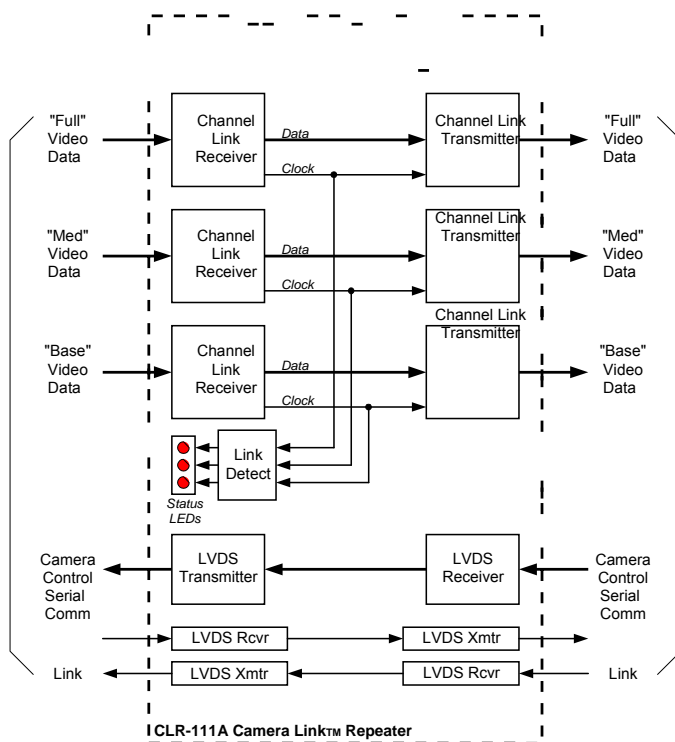 "Full"
Video
Data
Channel
Link
Receiver
Data
Clock
Channel Link
Transmitter
"Full"
Video
Data
"Med"
Video
Data
Channel
Link
Receiver
Data
Clock
Channel Link
Transmitter
"Med"
Video
Data
"Base"
Video
Data
Channel
Link
Receiver
Data
Clock
Channel Link
Transmitter
"Base"
Video
Data
Link
Detect
Status
LEDs
Camera
Control
Serial
Comm
LVDS
Transmitter
LVDS
Receiver
Camera
Control
Serial
Comm
LVDS Rcvr
LVDS Xmtr
Link
LVDS Xmtr
LVDS Rcvr
Link
CLR-111A Camera Link™ Repeater